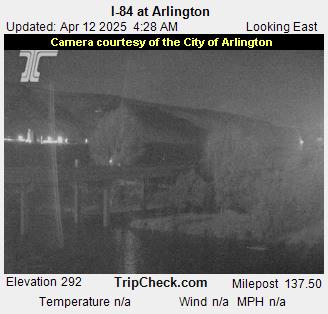 I-84 at Arlington
Updated: Apr 12 2025 4:28 AM Looking East
Camera courtesy of the City of Arlington
Elevation 292 TripCheck.com Milepost 137.50
Temperature n/a Wind n/a MPH n/a